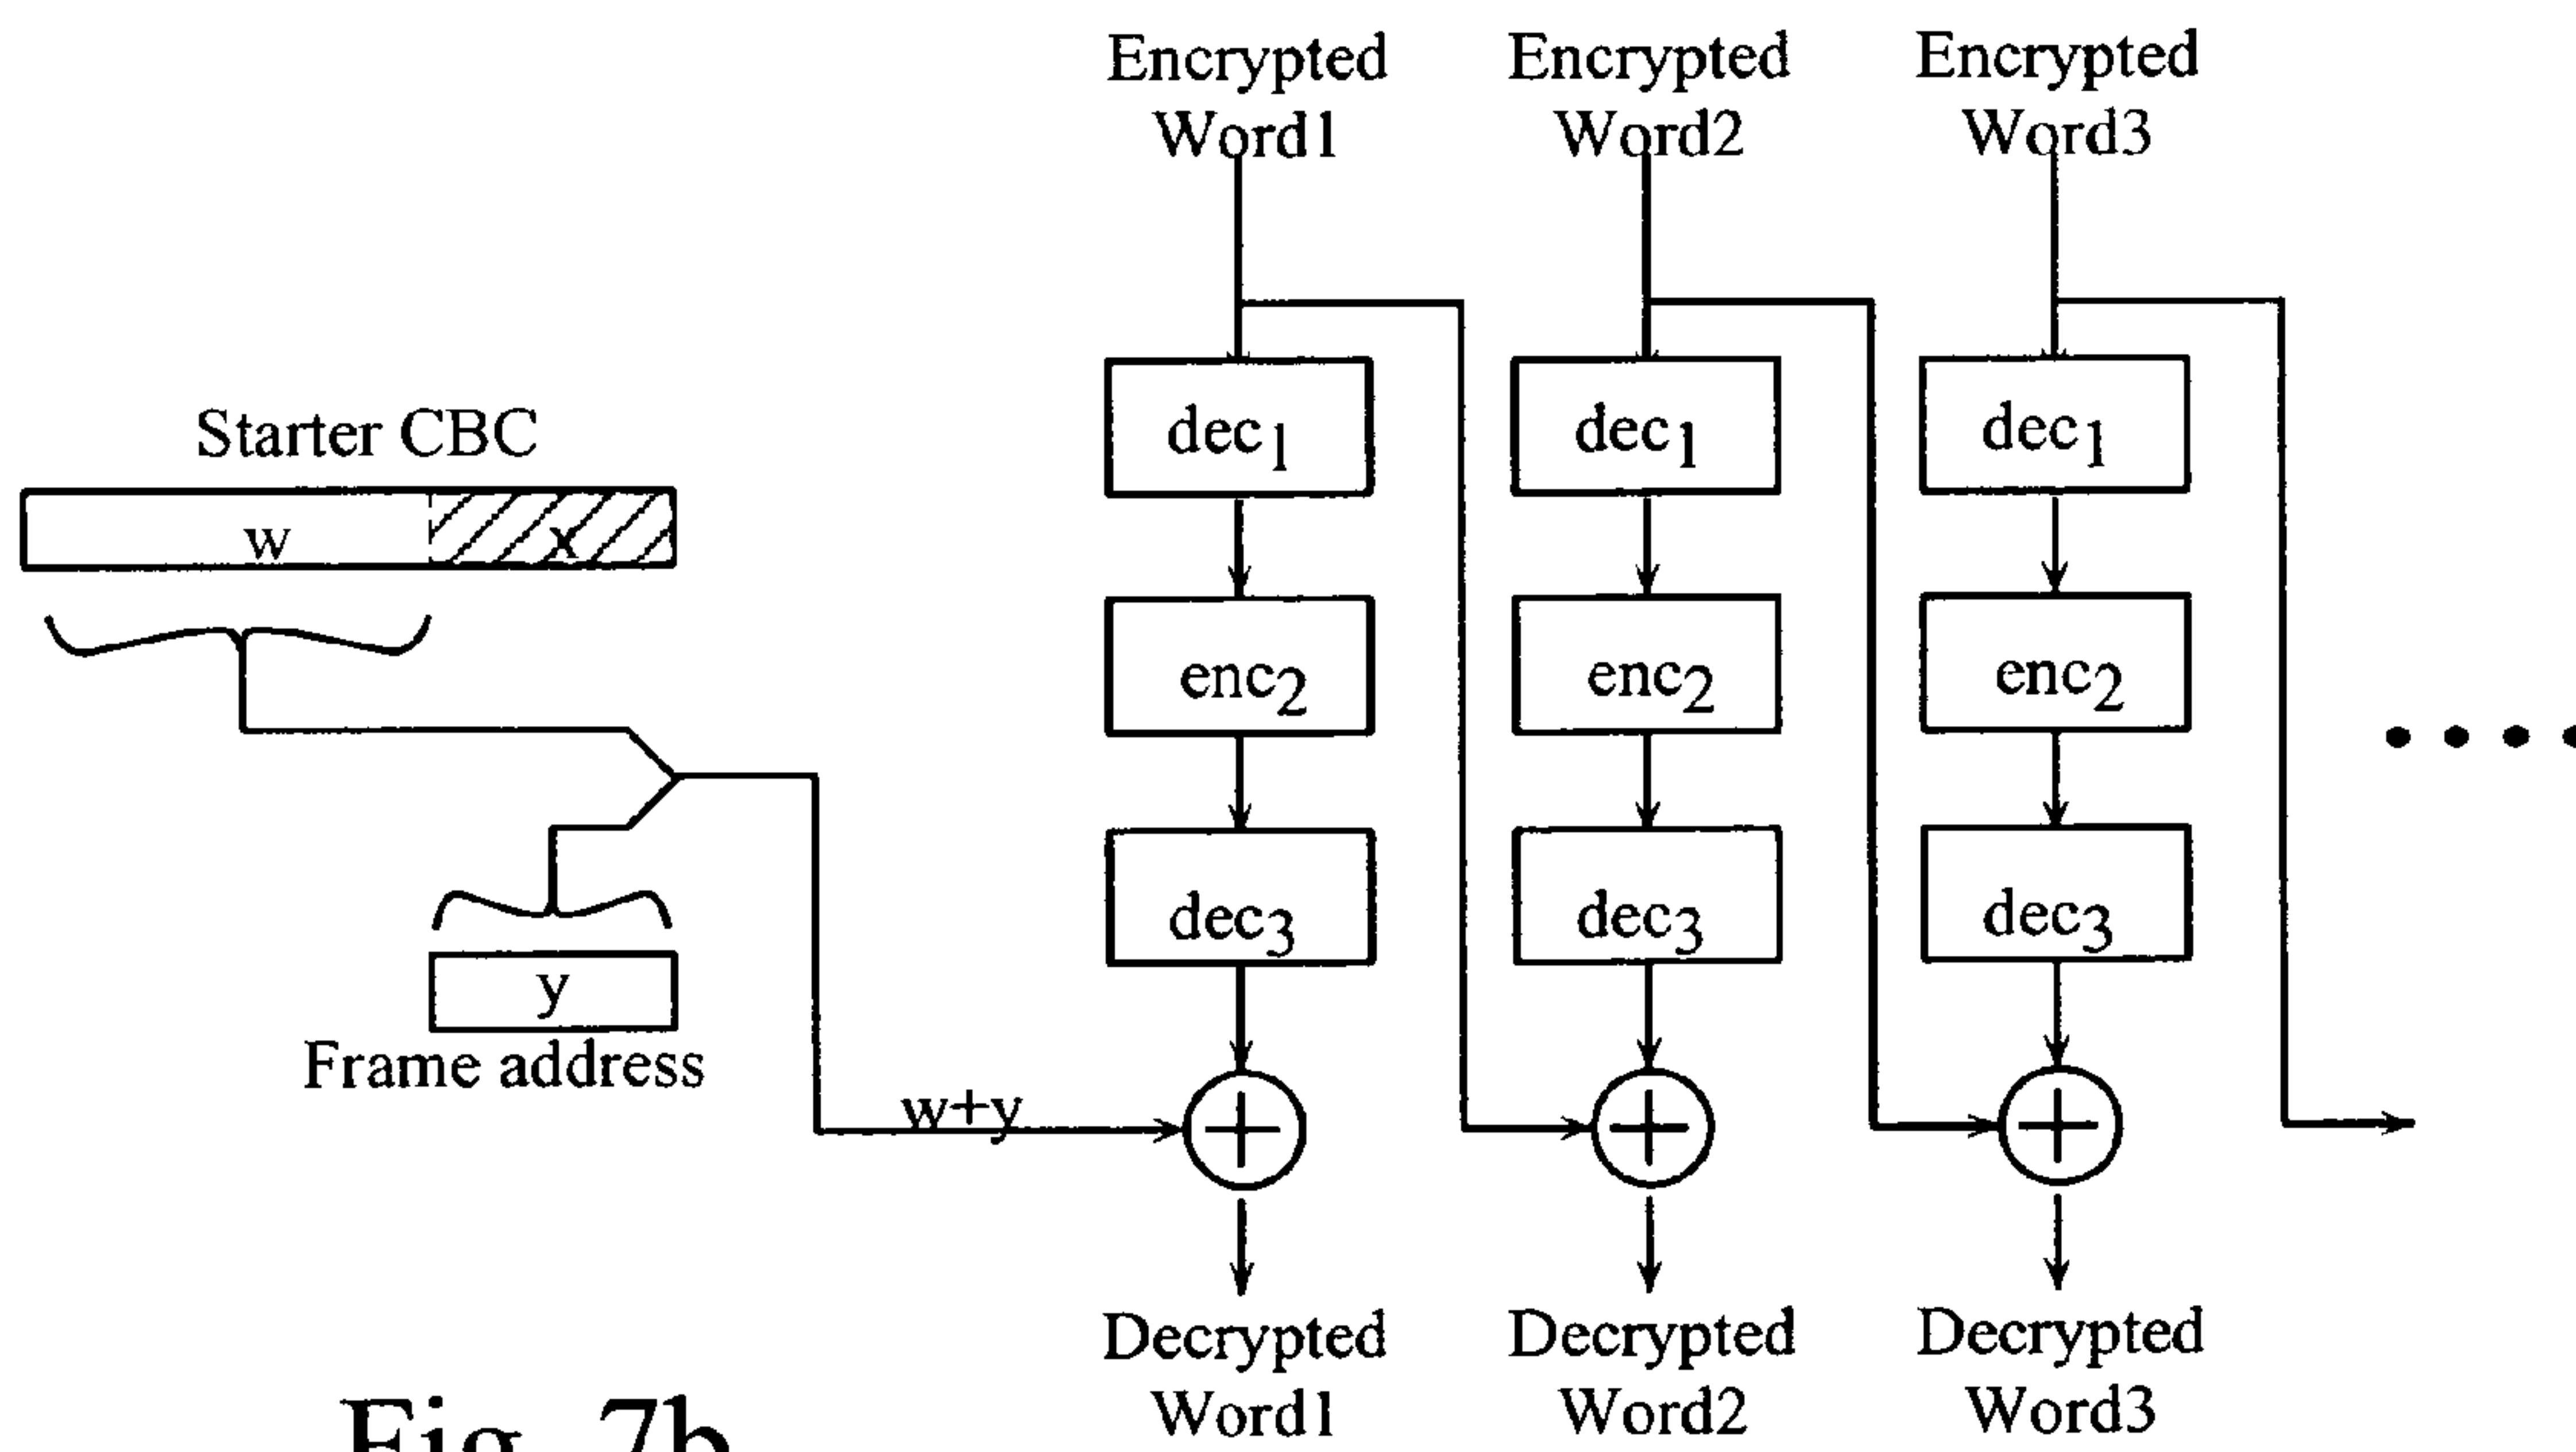 Encrypted Word1
Encrypted Word2
Encrypted Word3
Starter CBC
w
x
dec1
dec1
dec1
enc2
enc2
enc2
dec3
dec3
dec3
y
Frame address
w+y
Decrypted Word1
Decrypted Word2
Decrypted Word3
Fig. 7b